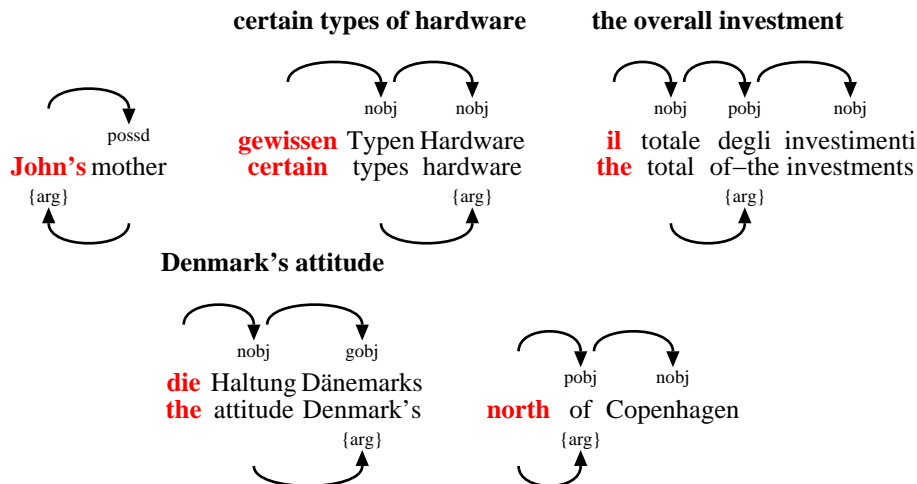 certain types of hardware
the overall investment
possd
John's mother
{arg}
nobj nobj
gewissen Typen Hardware
certain types hardware
{arg}
nobj pobj nobj
il totale degli investimenti
the total of−the investments
{arg}
Denmark's attitude
nobj gobj
die Haltung Dänemarks
the attitude Denmark's
{arg}
pobj nobj
north of Copenhagen
{arg}